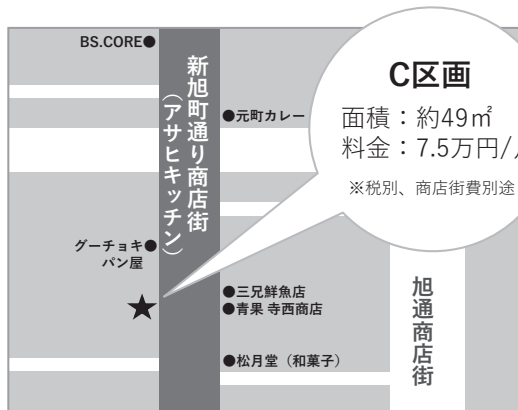 BS.CORE●
新旭町通り商店街
（アサヒキッチン）
●元町カレー
C区画
面積：約49㎡
料金：7.5万円/
※税別、商店街費別途
グーチョキ●
パン屋
★
●三兄鮮魚店
●青果 寺西商店
●松月堂（和菓子）
旭通商店街